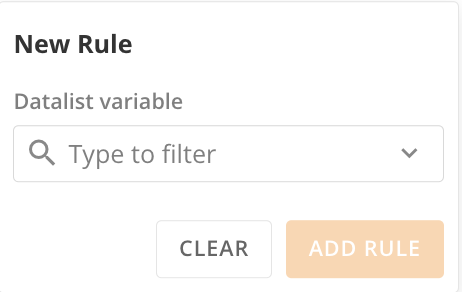 New Rule
Datalist variable
Type to filter
CLEAR
ADD RULE